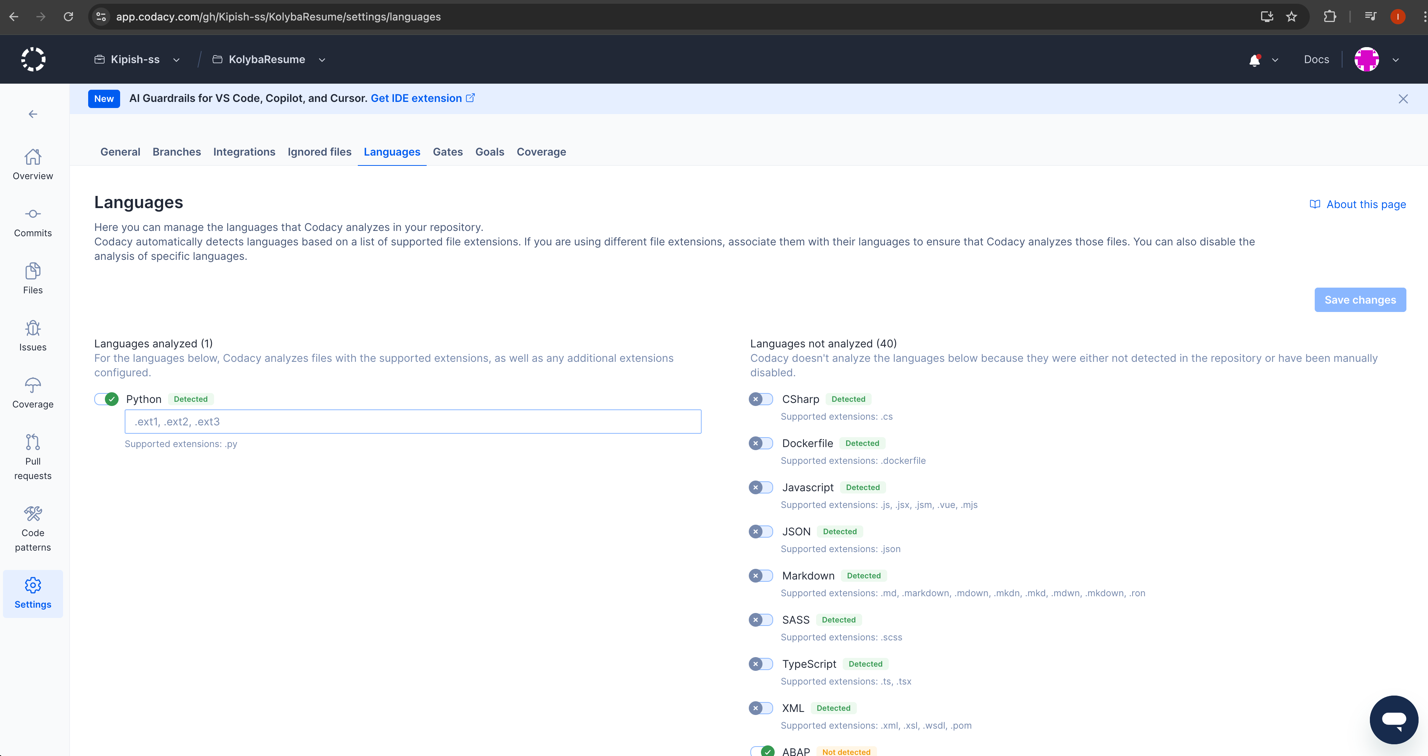 app.codacy.com/gh/Kipish-ss/KolybaResume/settings/languages
I
Kipish-ss
KolybaResume
Docs
New
AI Guardrails for VS Code, Copilot, and Cursor. Get IDE extension
Overview
Commits
Files
Issues
Coverage
Pull
requests
Code
patterns
Settings
General Branches Integrations Ignored files Languages Gates Goals Coverage
Languages
About this page
Here you can manage the languages that Codacy analyzes in your repository.
Codacy automatically detects languages based on a list of supported file extensions. If you are using different file extensions, associate them with their languages to ensure that Codacy analyzes those files. You can also disable the
analysis of specific languages.
Save changes
Languages analyzed (1)
For the languages below, Codacy analyzes files with the supported extensions, as well as any additional extensions
configured.
Python Detected
.ext1, .ext2, .ext3
Supported extensions: .py
Languages not analyzed (40)
Codacy doesn't analyze the languages below because they were either not detected in the repository or have been manually
disabled.
CSharp Detected
Supported extensions: .cs
Dockerfile Detected
Supported extensions: .dockerfile
Javascript Detected
Supported extensions: .js, .jsx, .jsm, .vue, .mjs
JSON Detected
Supported extensions: .json
Markdown Detected
Supported extensions: .md, .markdown, .mdown, .mkdn, .mkd, .mdwn, .mkdown, .ron
SASS Detected
Supported extensions: .scss
TypeScript Detected
Supported extensions: .ts, .tsx
XML Detected
Supported extensions: .xml, .xsl, .wsdl, .pom
ABAP Not detected